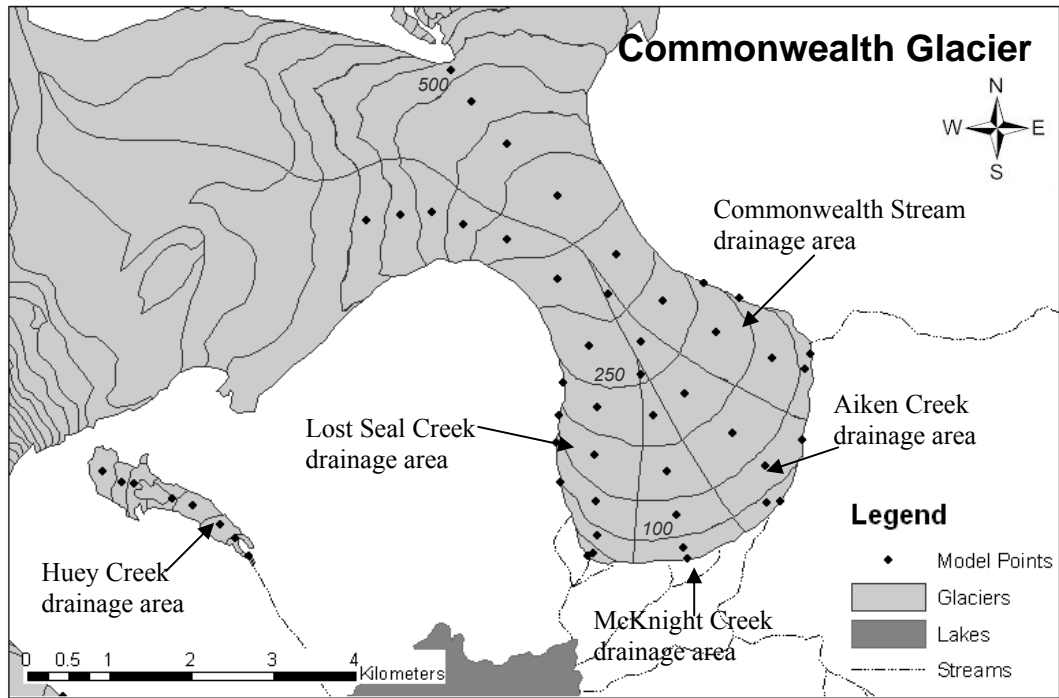 Commonwealth Glacier
500
N
W E
S
Commonwealth Stream
drainage area
250
Aiken Creek
drainage area
Lost Seal Creek
drainage area
100
Legend
Model Points
Glaciers
Lakes
Streams
Huey Creek
drainage area
McKnight Creek
drainage area
0 0.5 1 2 3 4
Kilometers